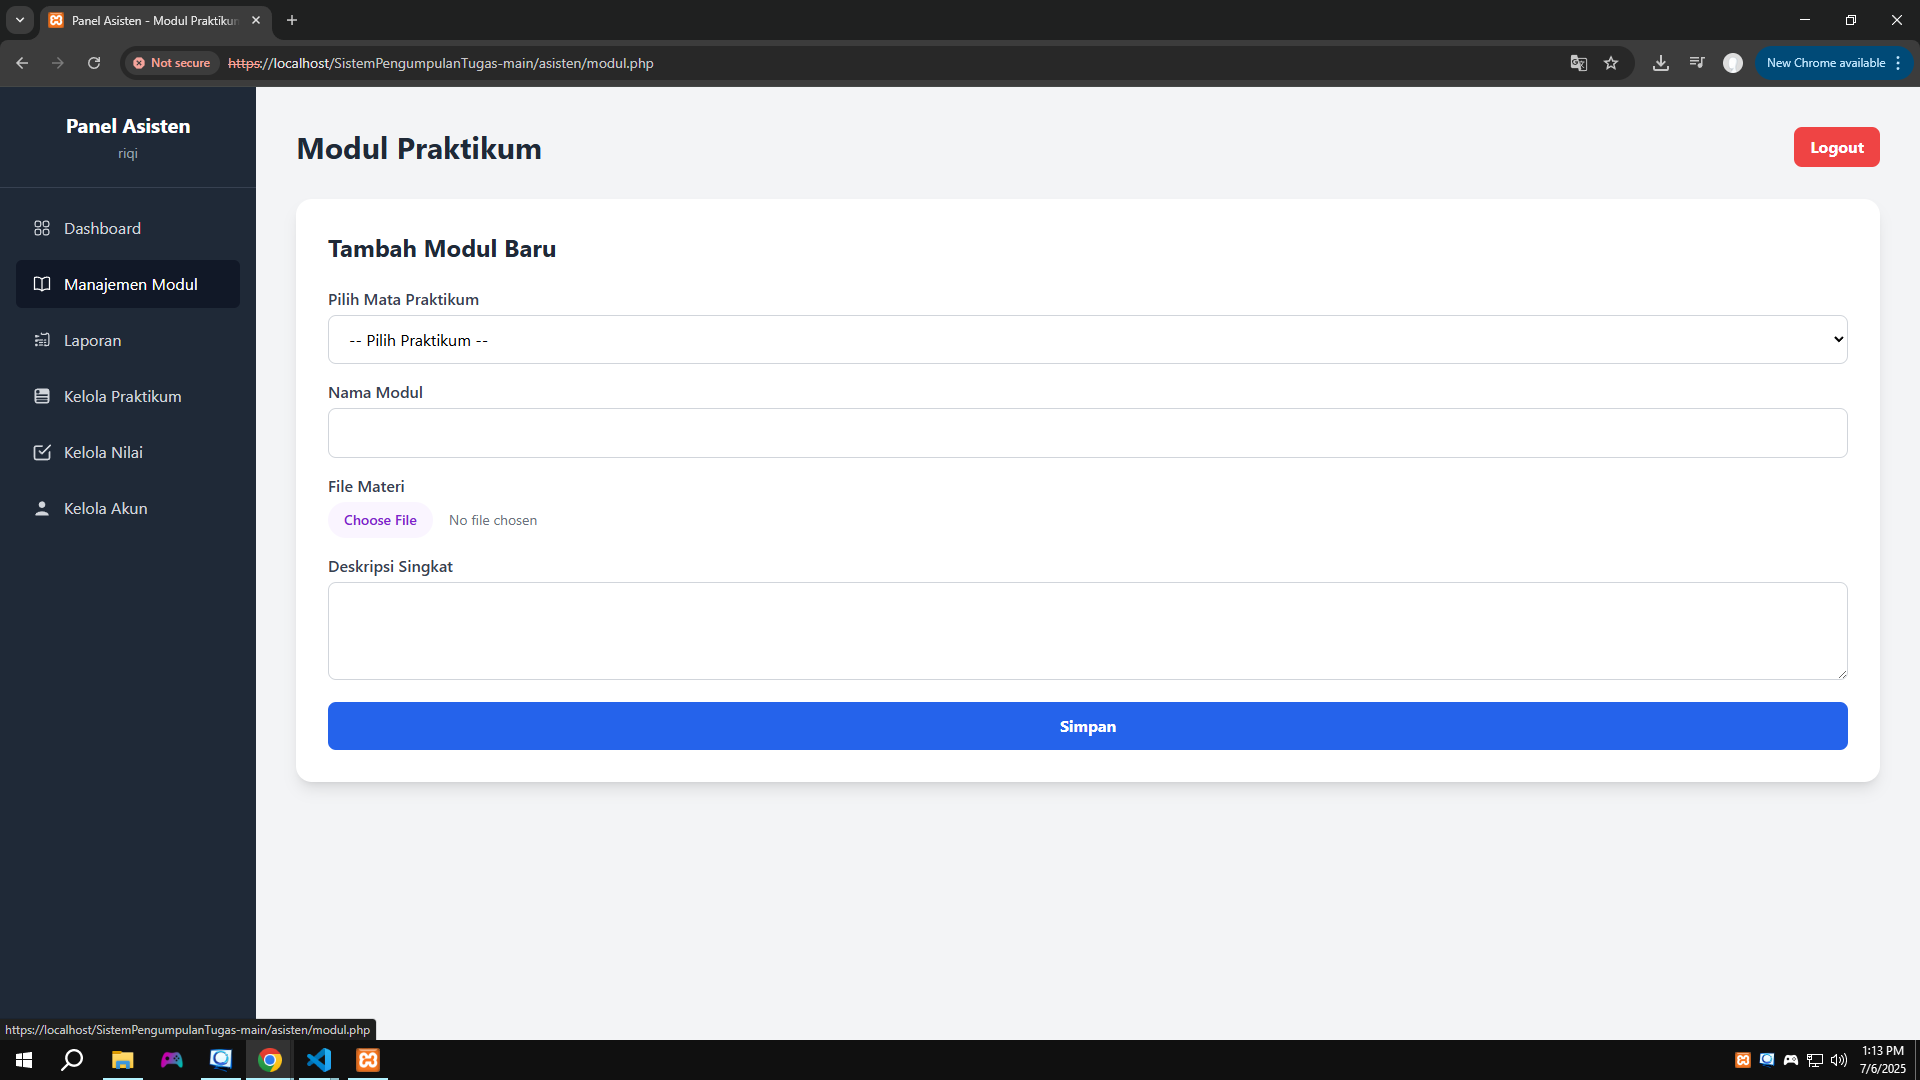 Panel Asisten - Modul Praktikum
Not secure
https://localhost/SistemPengumpulanTugas-main/asisten/modul.php
New Chrome available
Panel Asisten
riqi
Dashboard
Manajemen Modul
Laporan
Kelola Praktikum
Kelola Nilai
Kelola Akun
Modul Praktikum
Logout
Tambah Modul Baru
Pilih Mata Praktikum
-- Pilih Praktikum --
Nama Modul
File Materi
Choose File No file chosen
Deskripsi Singkat
Simpan
https://localhost/SistemPengumpulanTugas-main/asisten/modul.php
1:13 PM
7/6/2025